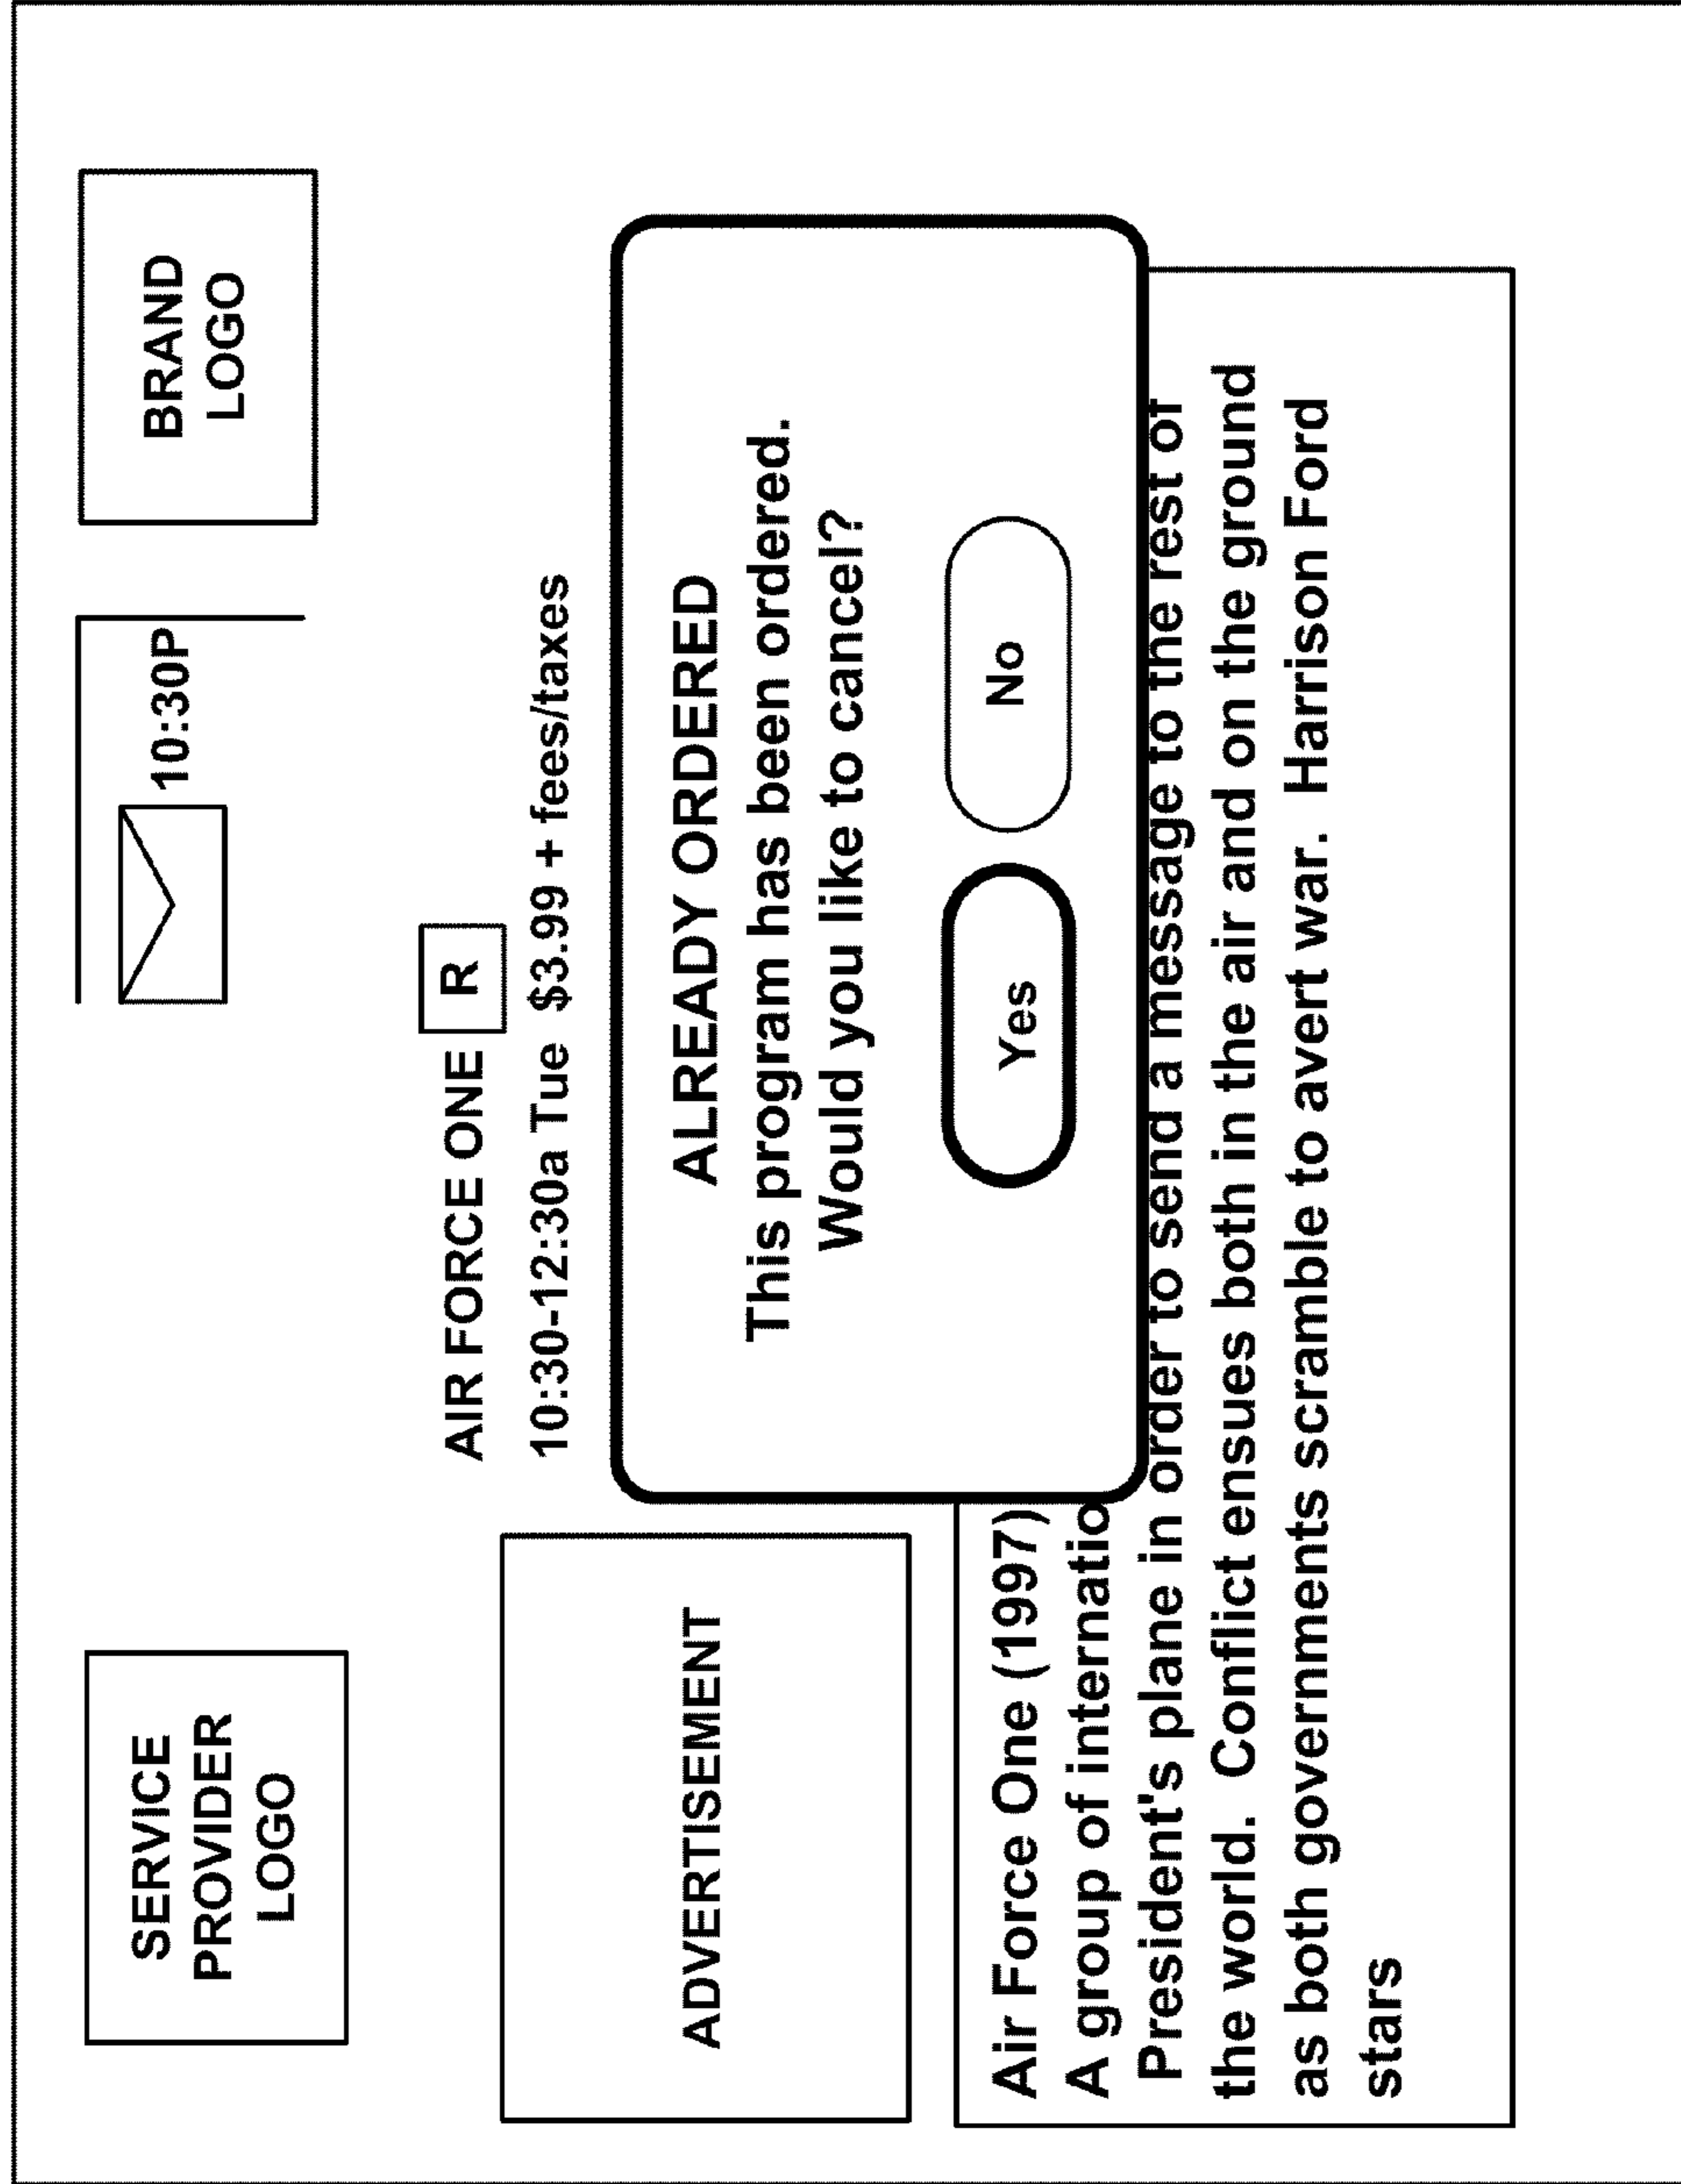 SERVICE
PROVIDER
LOGO
10:30P
BRAND
LOGO
AIR FORCE ONE R
10:30-12:30a Tue $3.99 + fees/taxes
ADVERTISEMENT
ALREADY ORDERED
This program has been ordered.
Would you like to cancel?
Yes No
Air Force One (1997)
A group of internatio
President's plane in order to send a message to the rest of
the world. Conflict ensues both in the air and on the ground
as both governments scramble to avert war. Harrison Ford
stars